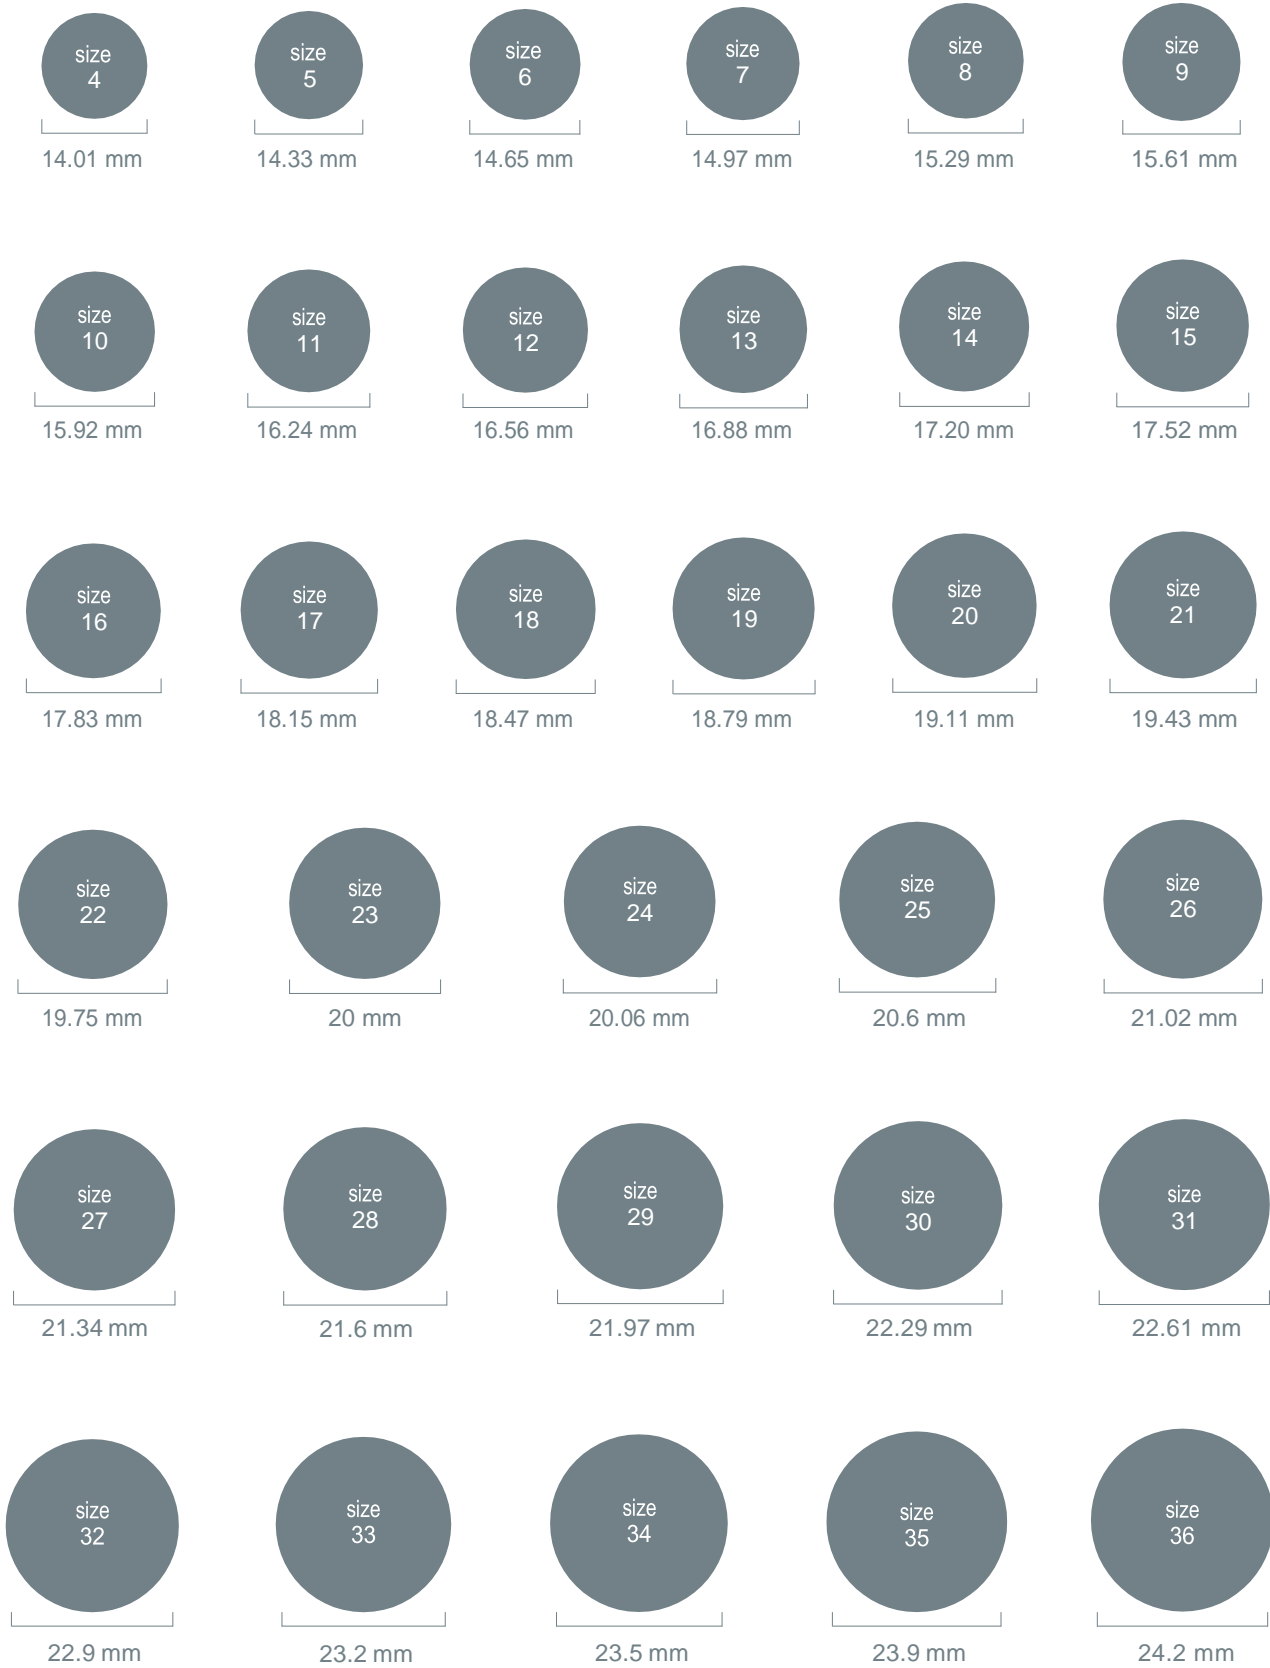 size
4
14.01 mm
size
5
14.33 mm
size
6
14.65 mm
size
7
14.97 mm
size
8
15.29 mm
size
9
15.61 mm
size
10
15.92 mm
size
11
16.24 mm
size
12
16.56 mm
size
13
16.88 mm
size
14
17.20 mm
size
15
17.52 mm
size
16
17.83 mm
size
17
18.15 mm
size
18
18.47 mm
size
19
18.79 mm
size
20
19.11 mm
size
21
19.43 mm
size
22
19.75 mm
size
23
20 mm
size
24
20.06 mm
size
25
20.6 mm
size
26
21.02 mm
size
27
21.34 mm
size
28
21.6 mm
size
29
21.97 mm
size
30
22.29 mm
size
31
22.61 mm
size
32
22.9 mm
size
33
23.2 mm
size
34
23.5 mm
size
35
23.9 mm
size
36
24.2 mm